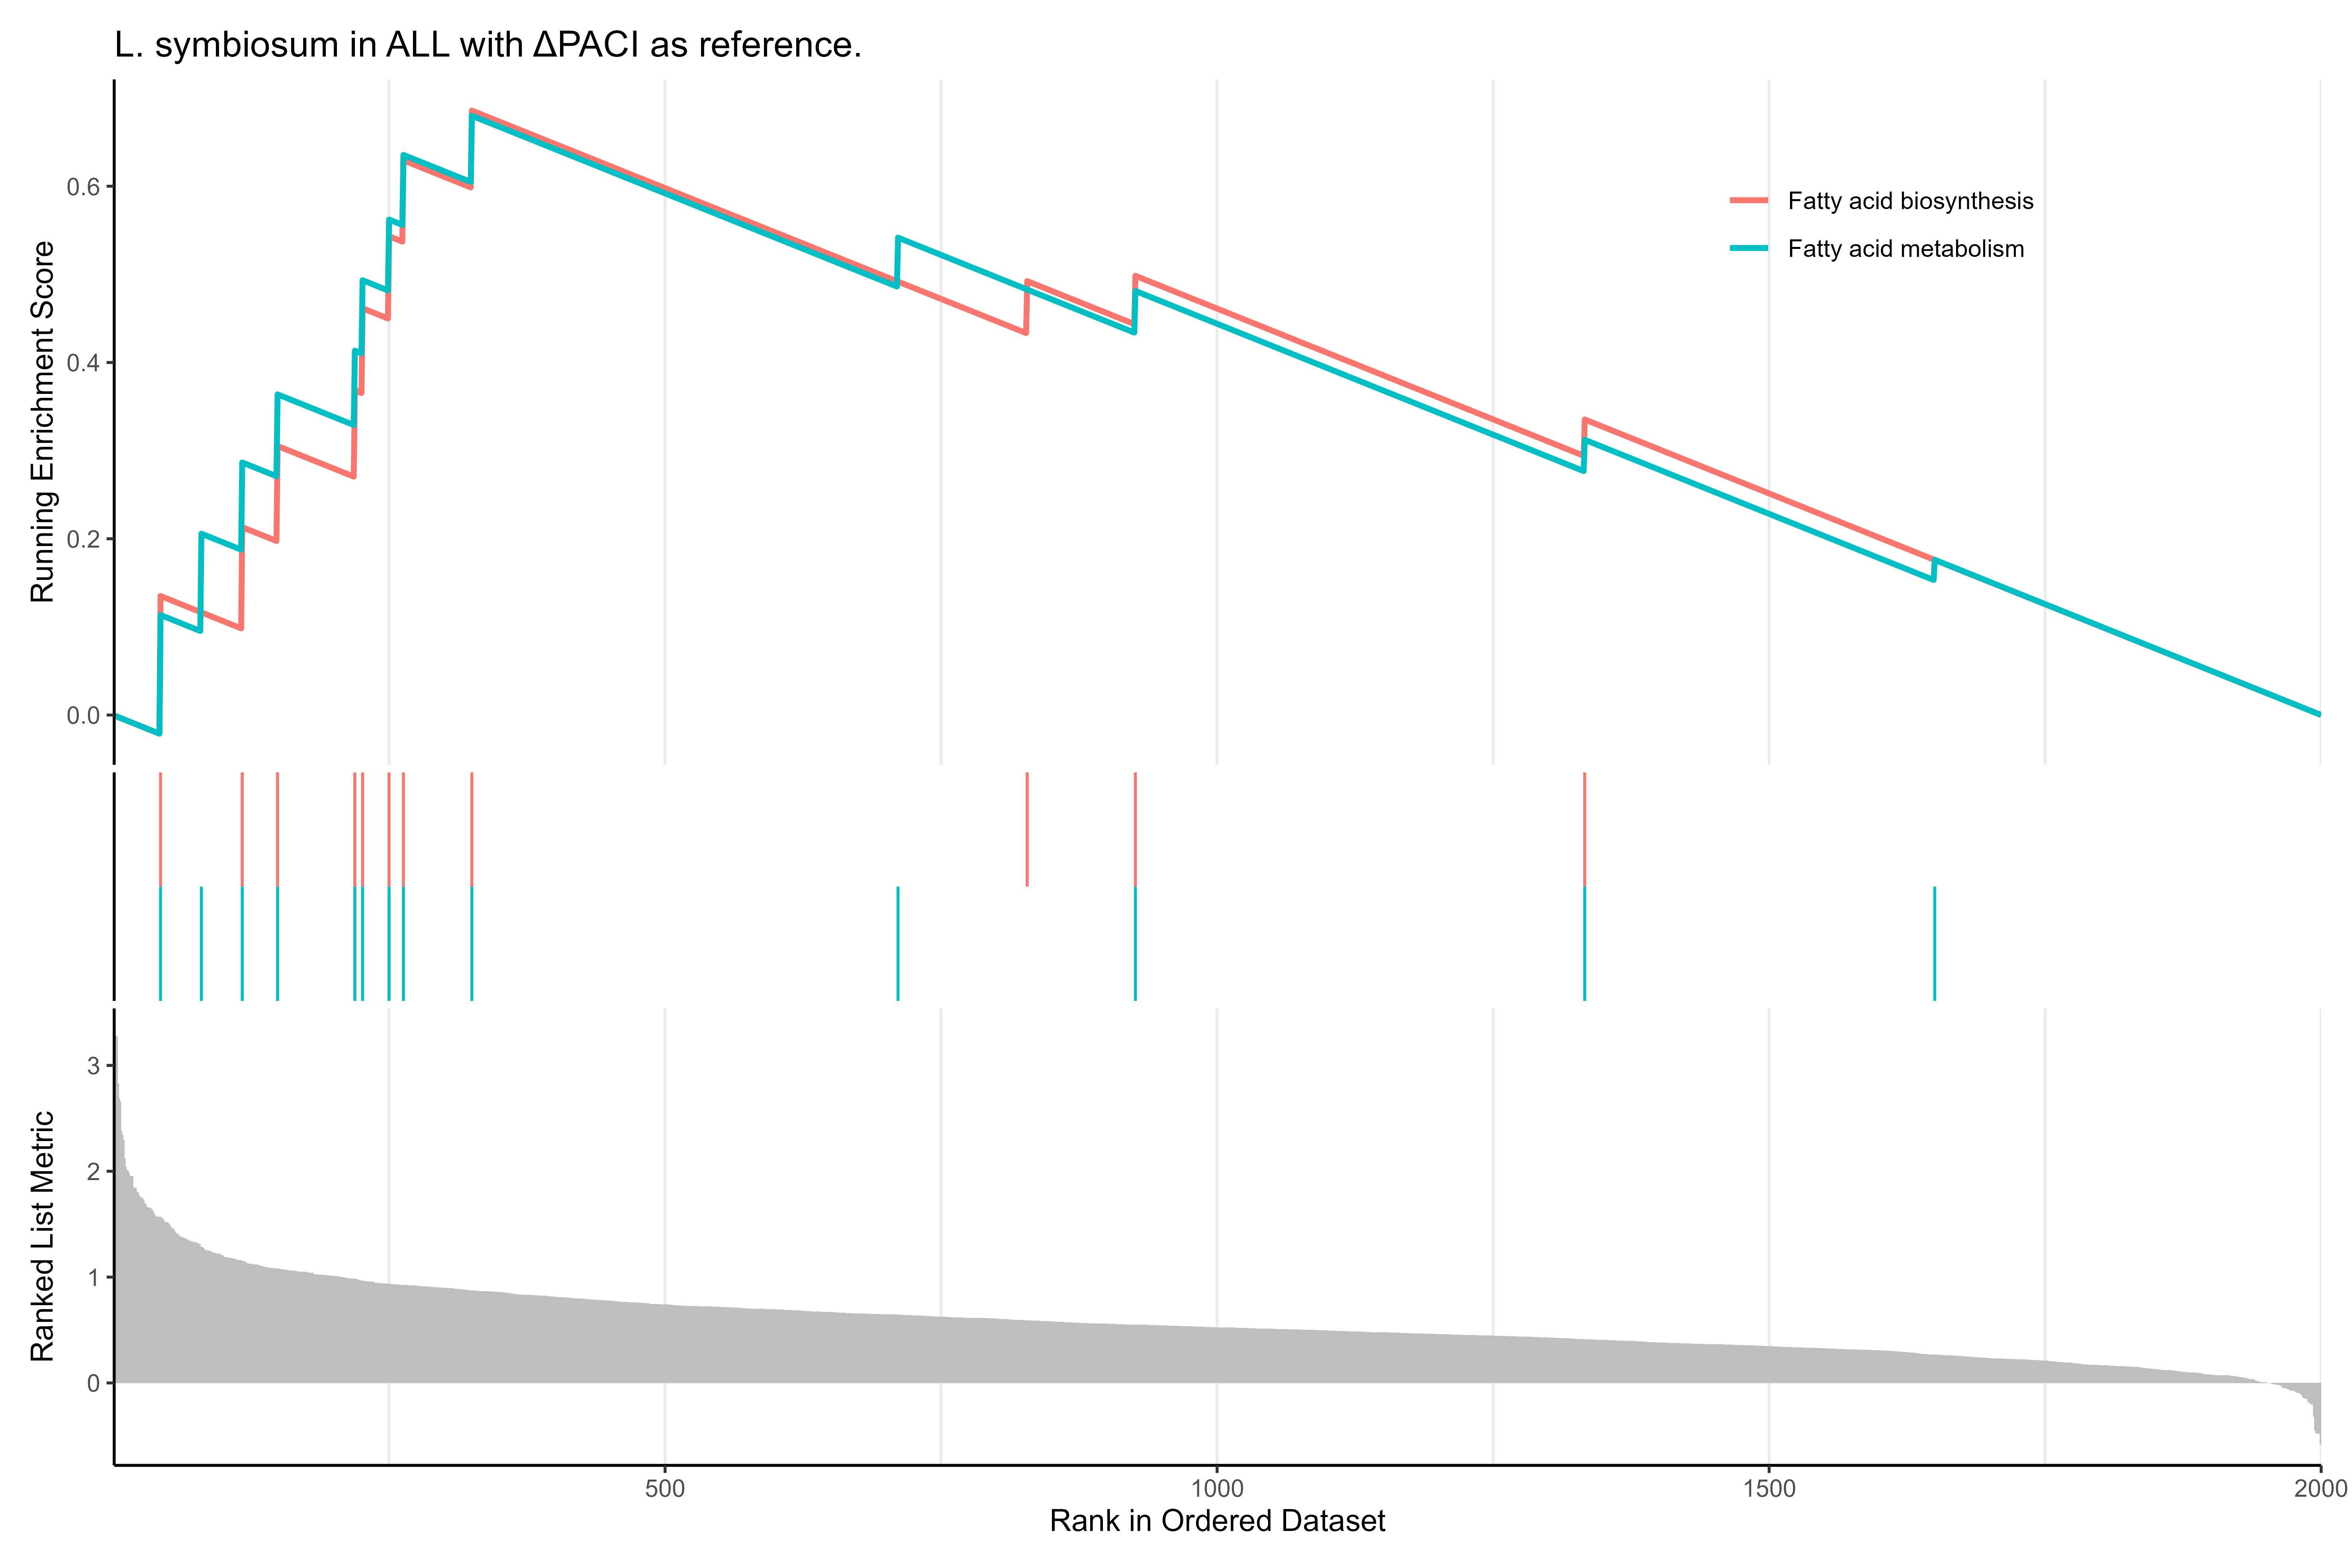 L. symbiosum in ALL with ΔPACI as reference.
Running Enrichment Score
0.6
0.4
0.2
0.0
Fatty acid biosynthesis
Fatty acid metabolism
Ranked List Metric
3
2
1
0
500
1000
1500
2000
Rank in Ordered Dataset